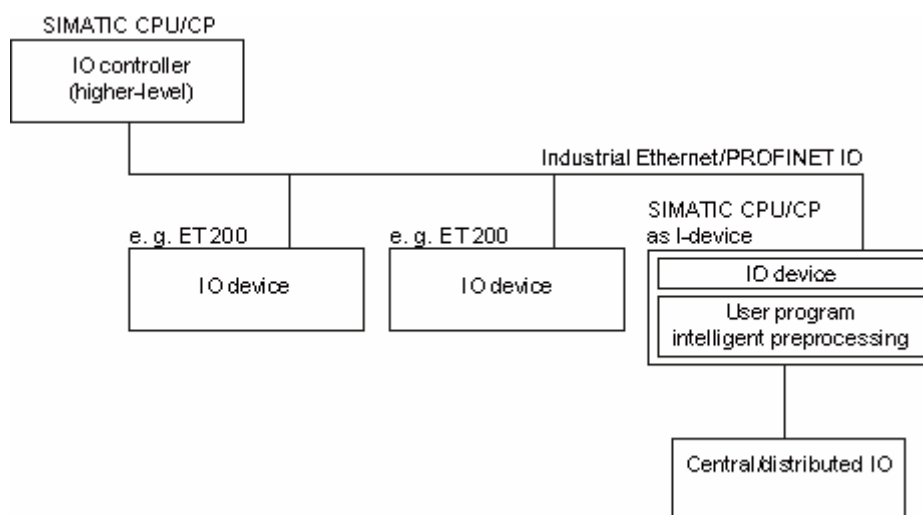 SIMATIC CPU/CP
IO controller
(higher-level)
Industrial Ethernet/PROFINET IO
e. g. ET200
IO device
e. g. ET200
IO device
SIMATIC CPU/CP
as I-device
IO device
User program
intelligent preprocessing
Central/distributed IO